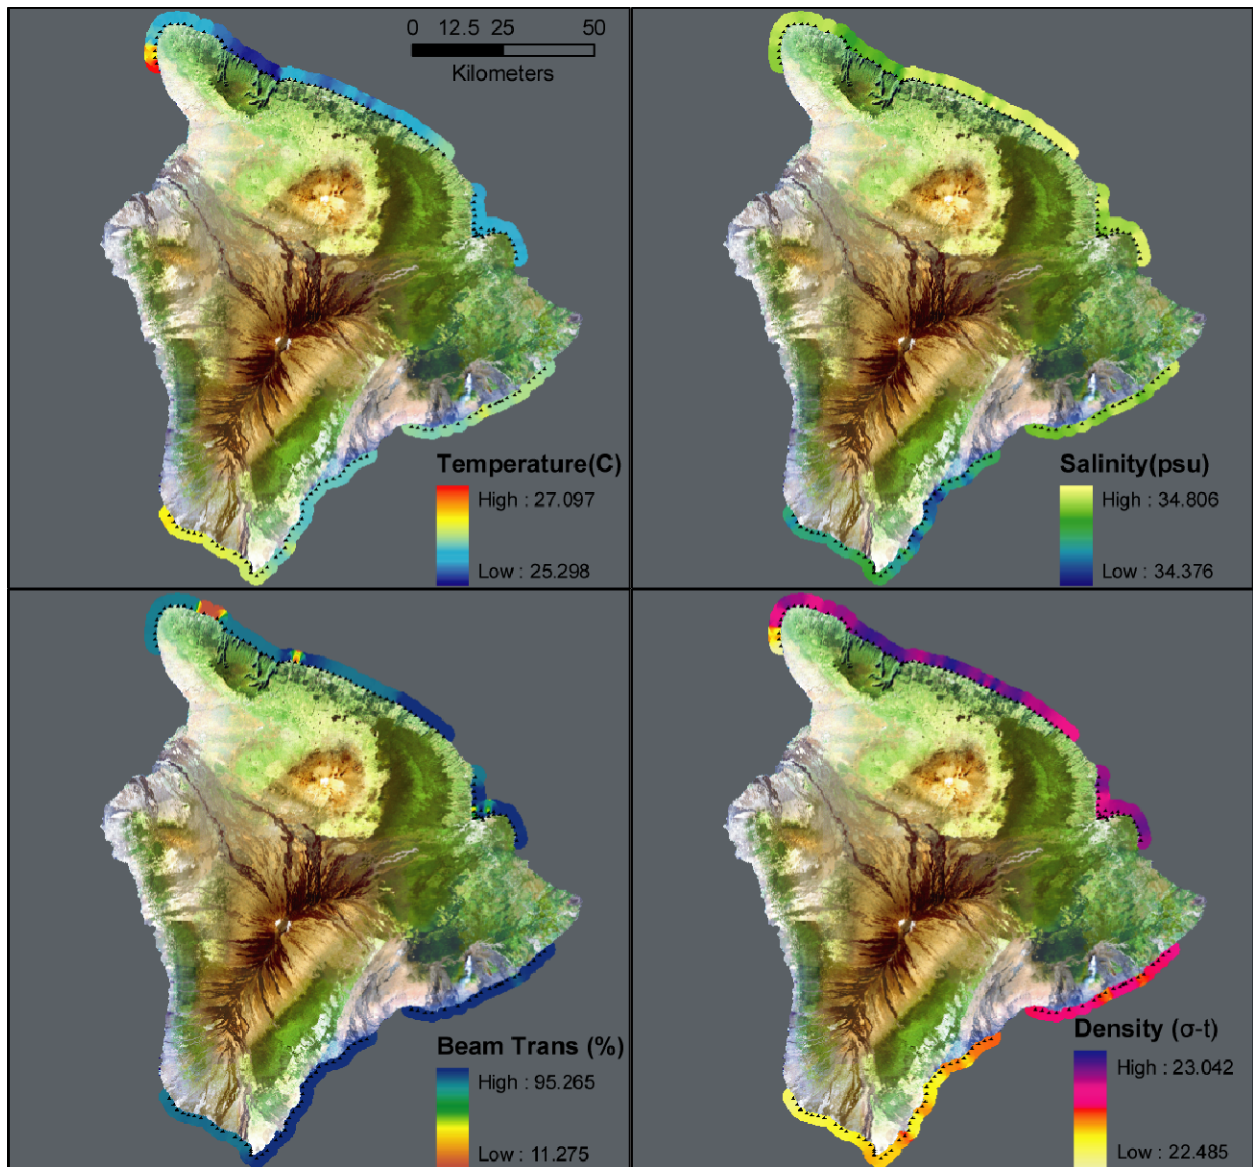 0 12.5 25 50
Kilometers
Temperature(C)
High : 27.097
Low : 25.298
Salinity(psu)
High : 34.806
Low : 34.376
Beam Trans (%)
High : 95.265
Low : 11.275
Density (σ-t)
High : 23.042
Low : 22.485